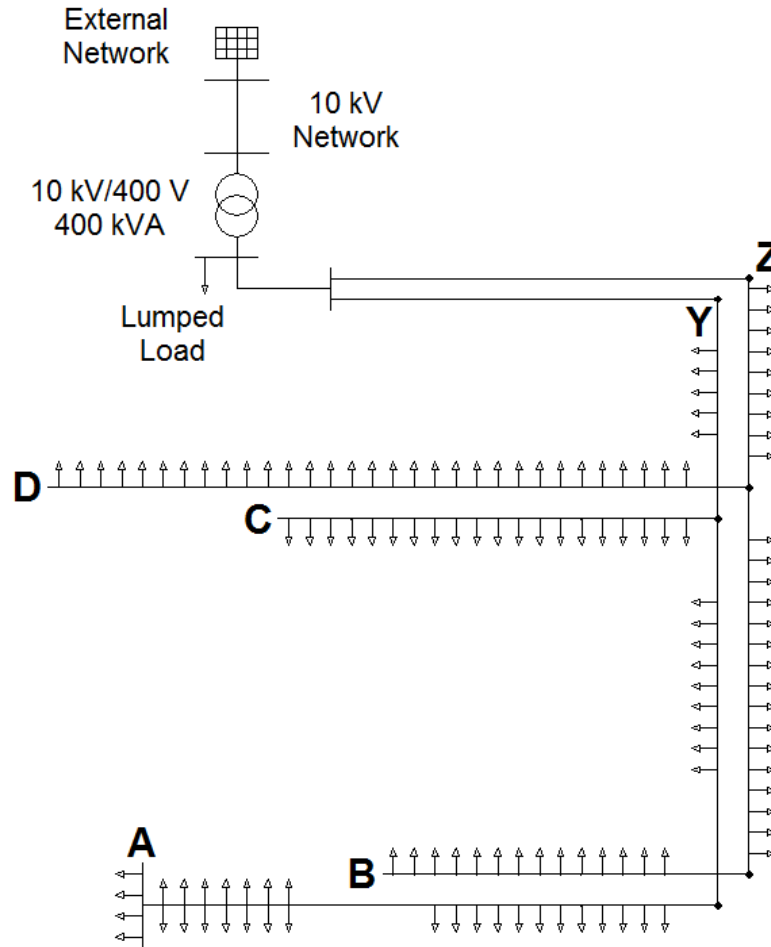 External
Network
10 kV
Network
10 kV/400 V
400 kVA
Z
Lumped
Load
Y
D
C
A
B